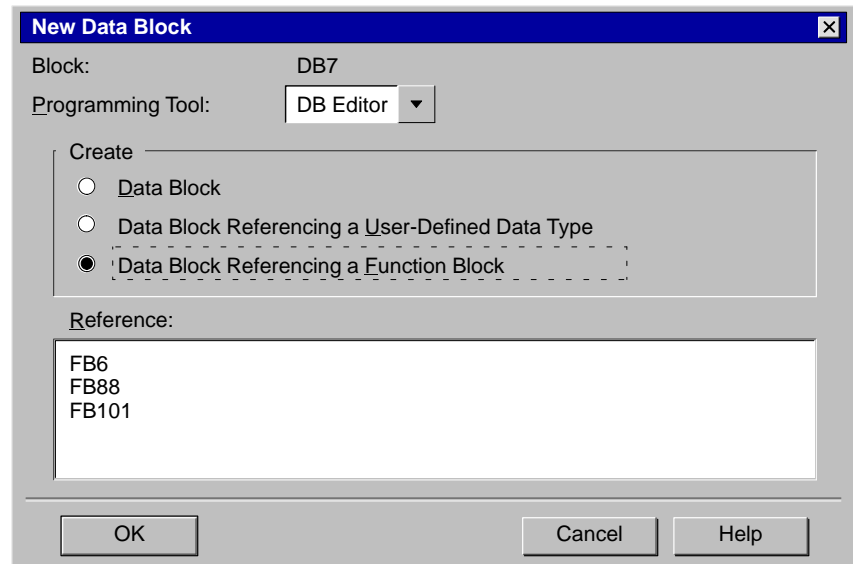 New Data Block
Block: DB7
Programming Tool: DB Editor
Create
Data Block
Data Block Referencing a User-Defined Data Type
Data Block Referencing a Function Block
Reference:
FB6
FB88
FB101
OK Cancel Help